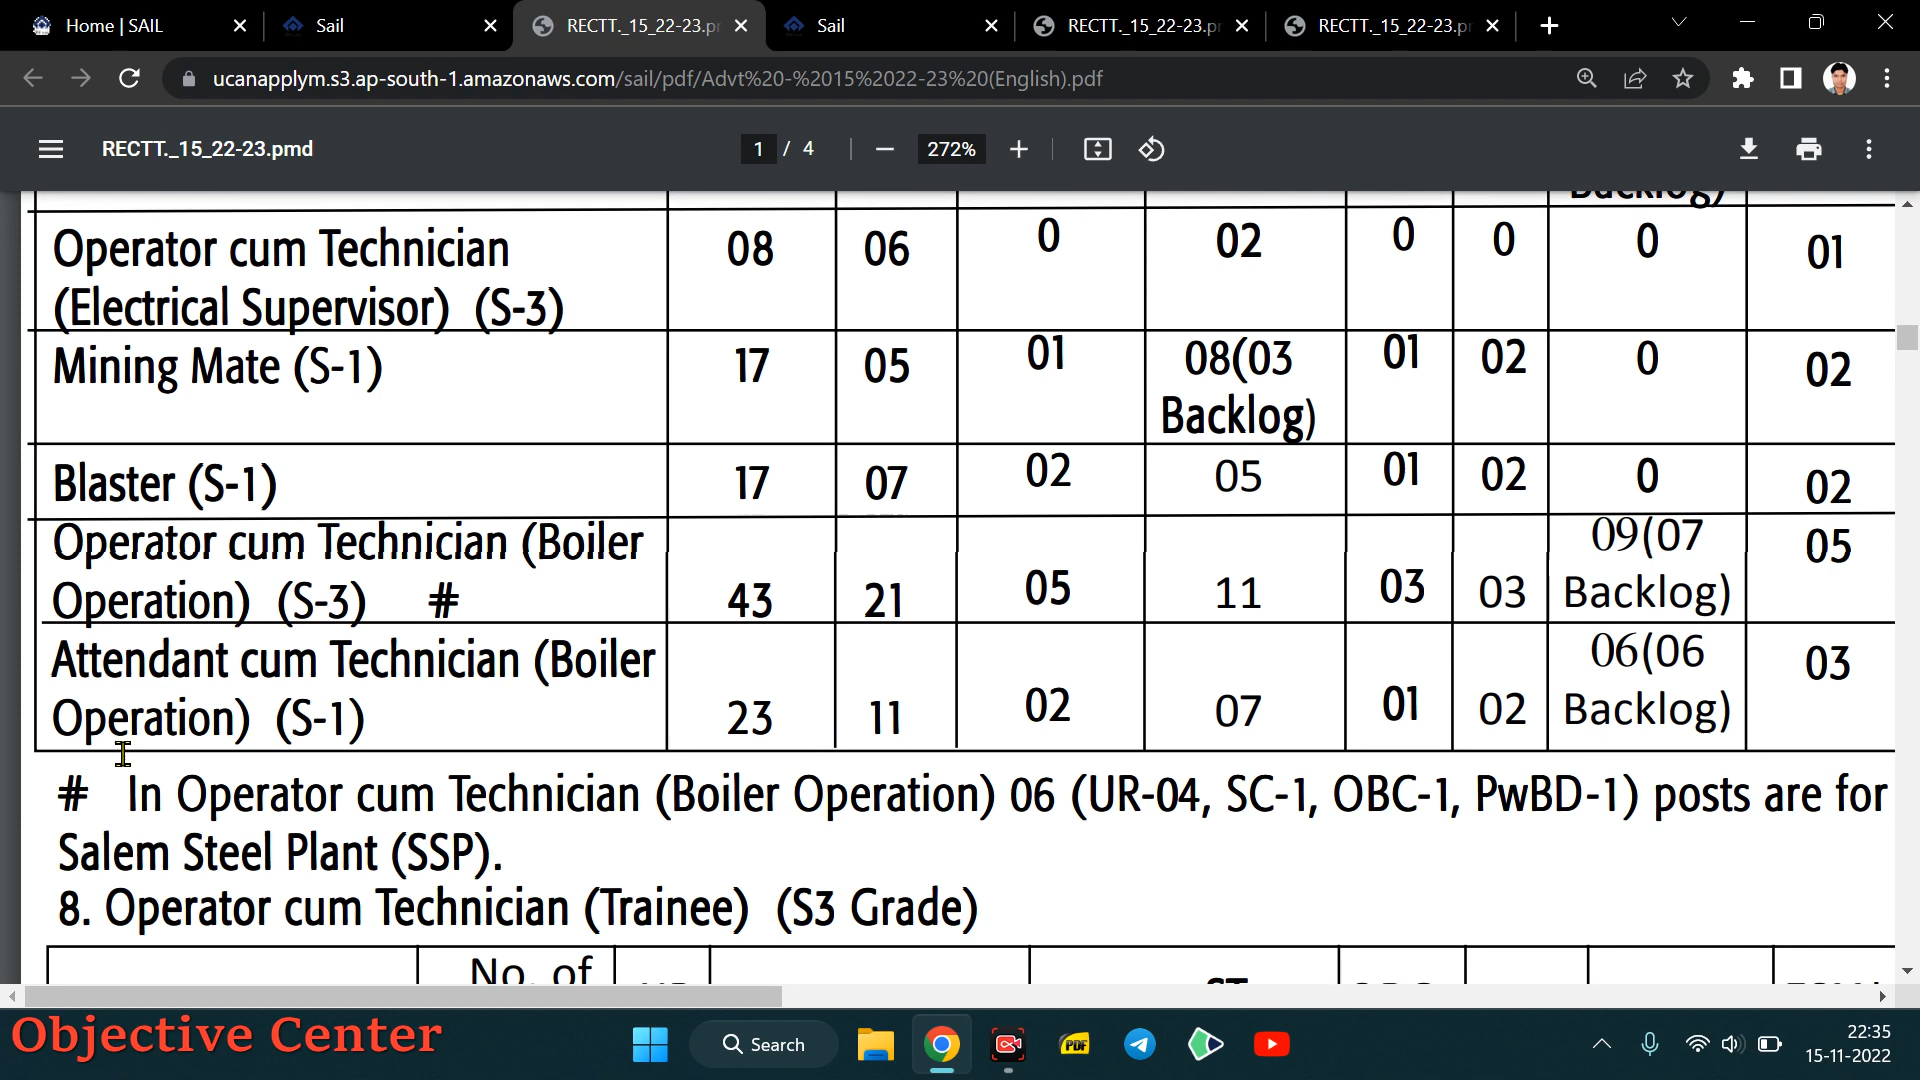 Home | SAIL
Sail
RECTT._15_22-23.p
Sail
RECTT._15_22-23.p
RECTT._15_22-23.p
ucanapplym.s3.ap-south-1.amazonaws.com/sail/pdf/Advt%20-%2015%2022-23%20(English).pdf
RECTT._15_22-23.pmd
1 / 4
272%
Backlog)
Operator cum Technician
(Electrical Supervisor) (S-3)
08 06 0 02 0 0 0 01
Mining Mate (S-1) 17 05 01 08(03 01 02 0 02
Backlog)
Blaster (S-1) 17 07 02 05 01 02 0 02
Operator cum Technician (Boiler 09(07 05
Operation) (S-3) # 43 21 05 11 03 03 Backlog)
Attendant cum Technician (Boiler 06(06 03
Operation) (S-1) 23 11 02 07 01 02 Backlog)
# In Operator cum Technician (Boiler Operation) 06 (UR-04, SC-1, OBC-1, PwBD-1) posts are for
Salem Steel Plant (SSP).
8. Operator cum Technician (Trainee) (S3 Grade)
No. of
Objective Center
Search
PDF
22:35
15-11-2022